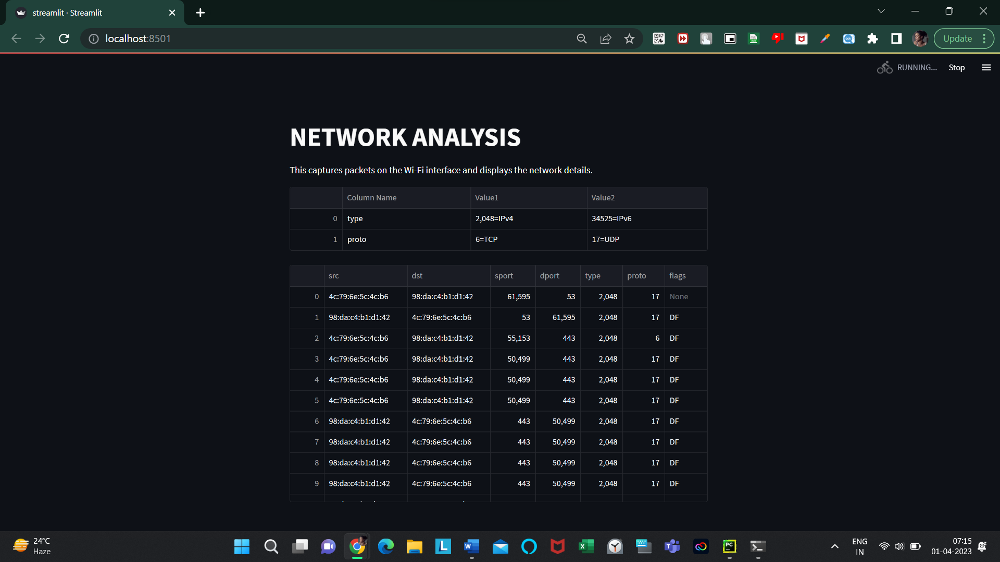 streamlit · Streamlit
localhost:8501
Update
RUNNING...
Stop
NETWORK ANALYSIS
This captures packets on the Wi-Fi interface and displays the network details.
Column Name Value1 Value2
0 type 2,048=IPv4 34525=IPv6
1 proto 6=TCP 17=UDP
src dst sport dport type proto flags
0 4c:79:6e:5c:4c:b6 98:da:c4:b1:d1:42 61,595 53 2,048 17 None
1 98:da:c4:b1:d1:42 4c:79:6e:5c:4c:b6 53 61,595 2,048 17 DF
2 4c:79:6e:5c:4c:b6 98:da:c4:b1:d1:42 55,153 443 2,048 6 DF
3 4c:79:6e:5c:4c:b6 98:da:c4:b1:d1:42 50,499 443 2,048 17 DF
4 4c:79:6e:5c:4c:b6 98:da:c4:b1:d1:42 50,499 443 2,048 17 DF
5 4c:79:6e:5c:4c:b6 98:da:c4:b1:d1:42 50,499 443 2,048 17 DF
6 98:da:c4:b1:d1:42 4c:79:6e:5c:4c:b6 443 50,499 2,048 17 DF
7 98:da:c4:b1:d1:42 4c:79:6e:5c:4c:b6 443 50,499 2,048 17 DF
8 98:da:c4:b1:d1:42 4c:79:6e:5c:4c:b6 443 50,499 2,048 17 DF
9 98:da:c4:b1:d1:42 4c:79:6e:5c:4c:b6 443 50,499 2,048 17 DF
24°C
Haze
ENG
IN
07:15
01-04-2023